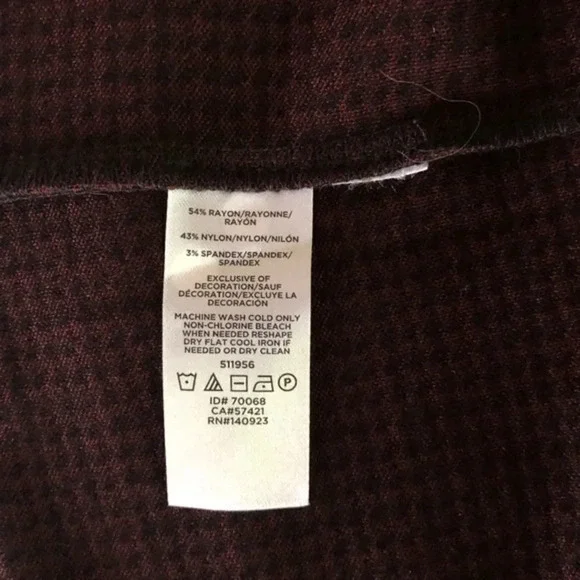 54% RAYON/RAYONNE/
RAYÓN
43% NYLON/NYLON/NILÓN
3% SPANDEX/SPANDEX/
SPANDEX
EXCLUSIVE OF
DECORATION/SAUF
DÉCORATION/EXCLUYE LA
DECORACIÓN
MACHINE WASH COLD ONLY
NON-CHLORINE BLEACH
WHEN NEEDED RESHAPE
DRY FLAT COOL IRON IF
NEEDED OR DRY CLEAN
511956
P
ID# 70068
CA#57421
RN#140923